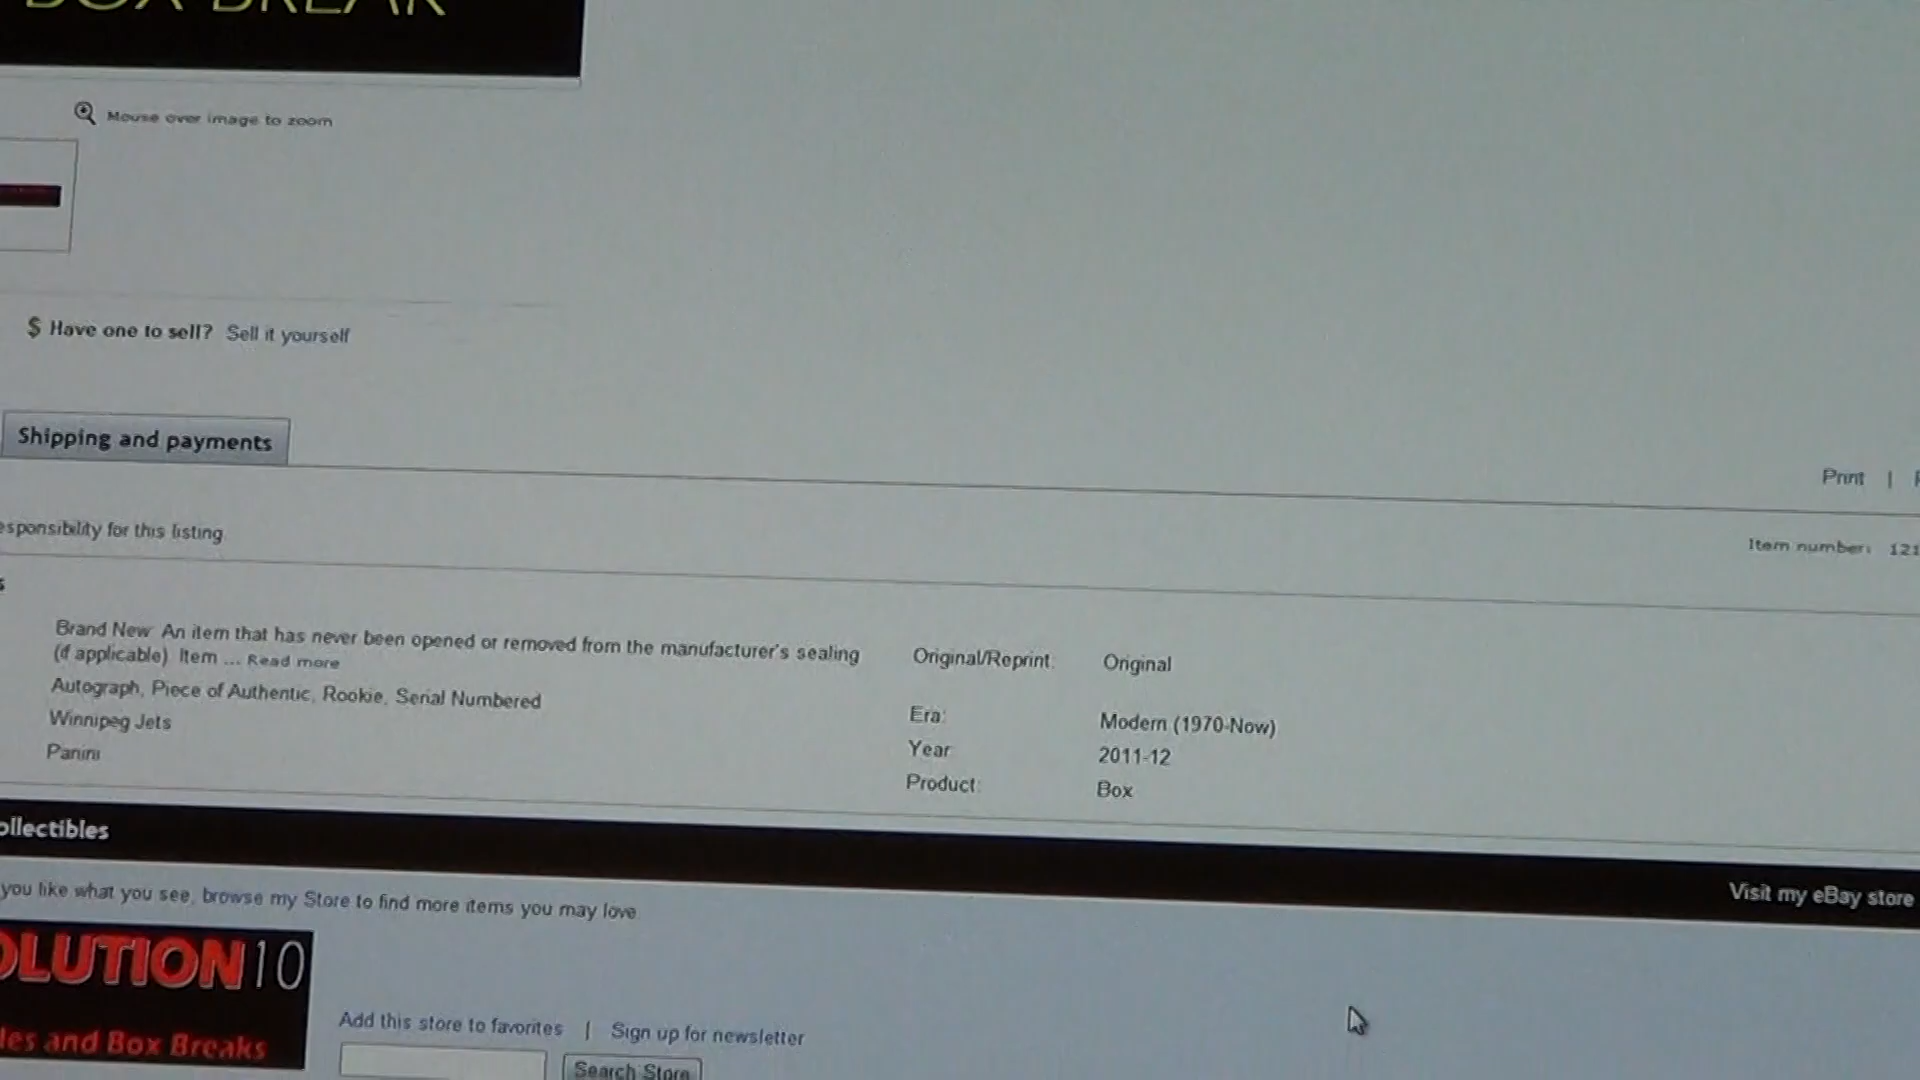 BOX BREAK
Mouse over image to zoom
$ Have one to sell? Sell it yourself
Shipping and payments
Print |
esponsibility for this listing.
Item number: 121
s
Brand New: An item that has never been opened or removed from the manufacturer's sealing
(if applicable). Item ... Read more
Original/Reprint: Original
Autograph, Piece of Authentic, Rookie, Serial Numbered
Era: Modern (1970-Now)
Winnipeg Jets
Year: 2011-12
Panini
Product: Box
ollectibles
Visit my eBay store
you like what you see, browse my Store to find more items you may love.
OLUTION10
les and Box Breaks
Add this store to favorites | Sign up for newsletter
Search Store